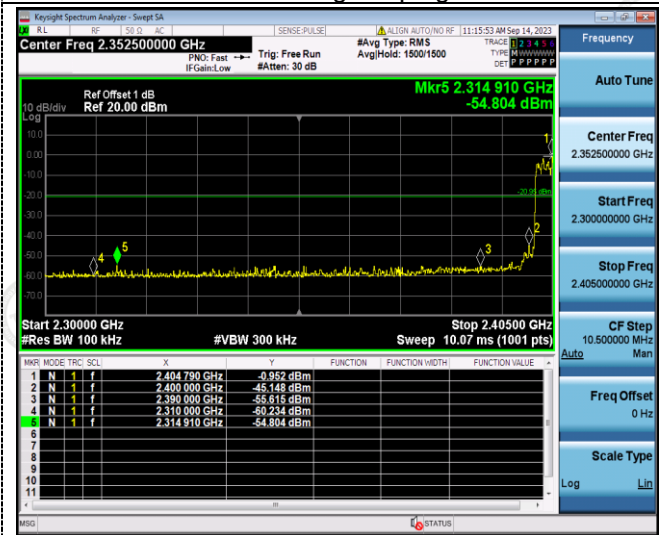 Keysight Spectrum Analyzer - Swept SA
RL RF 50 Ω AC SENSE:PULSE ALIGN AUTO/NO RF 11:15:53 AM Sep 14, 2023
Center Freq 2.352500000 GHz
PNO: Fast
IFGain:Low
Trig: Free Run
#Atten: 30 dB
#Avg Type: RMS
Avg|Hold: 1500/1500
TRACE 1 2 3 4 5 6
TYPE MWWWWW
DET P P P P P P
Ref Offset 1 dB
10 dB/div Ref 20.00 dBm
Log
Mkr5 2.314 910 GHz
-54.804 dBm
10.0
0.00
-10.0
-20.0
-30.0
-40.0
-50.0
-60.0
-70.0
-20.95 dBm
1
2
3
4
5
Start 2.30000 GHz Stop 2.40500 GHz
#Res BW 100 kHz #VBW 300 kHz Sweep 10.07 ms (1001 pts)
MKR MODE TRC SCL X Y FUNCTION FUNCTION WIDTH FUNCTION VALUE
1 N 1 f 2.404 790 GHz -0.952 dBm
2 N 1 f 2.400 000 GHz -45.148 dBm
3 N 1 f 2.390 000 GHz -55.615 dBm
4 N 1 f 2.310 000 GHz -60.234 dBm
5 N 1 f 2.314 910 GHz -54.804 dBm
6
7
8
9
10
11
MSG STATUS
Frequency
Auto Tune
Center Freq
2.352500000 GHz
Start Freq
2.300000000 GHz
Stop Freq
2.405000000 GHz
CF Step
10.500000 MHz
Auto Man
Freq Offset
0 Hz
Scale Type
Log Lin